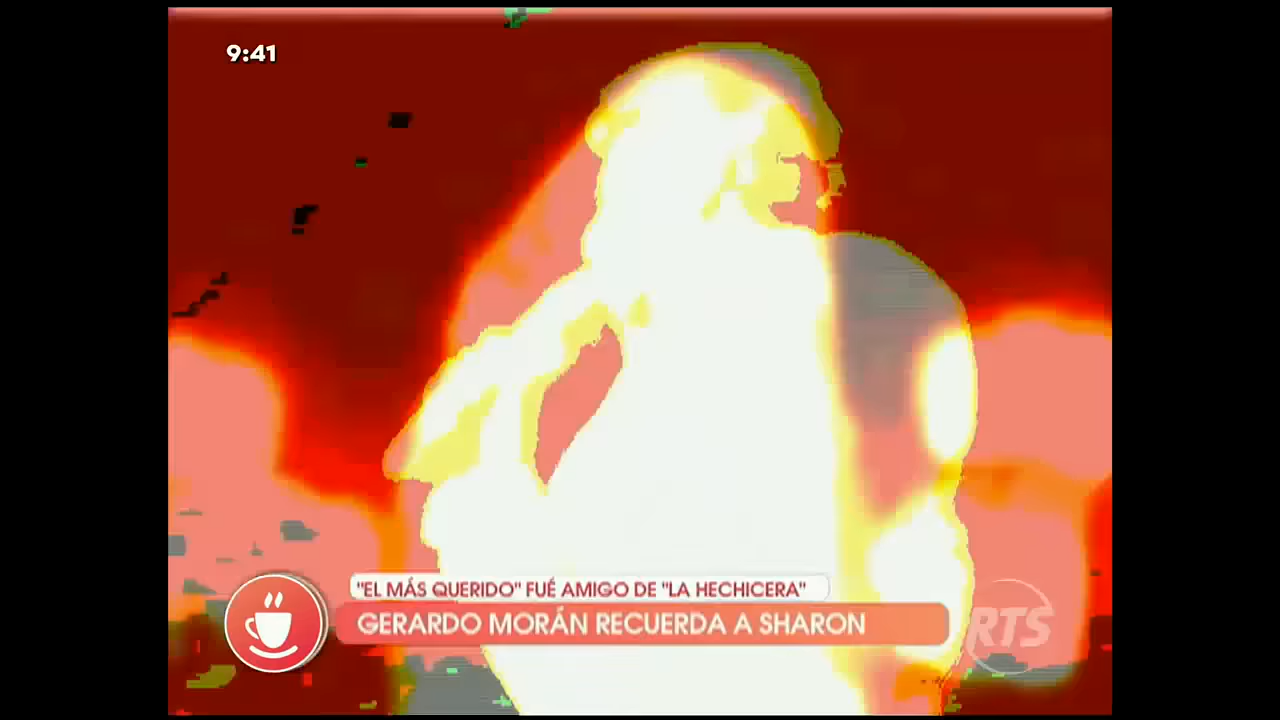 9:41
"EL MÁS QUERIDO" FUÉ AMIGO DE "LA HECHICERA"
GERARDO MORÁN RECUERDA A SHARON
RTS